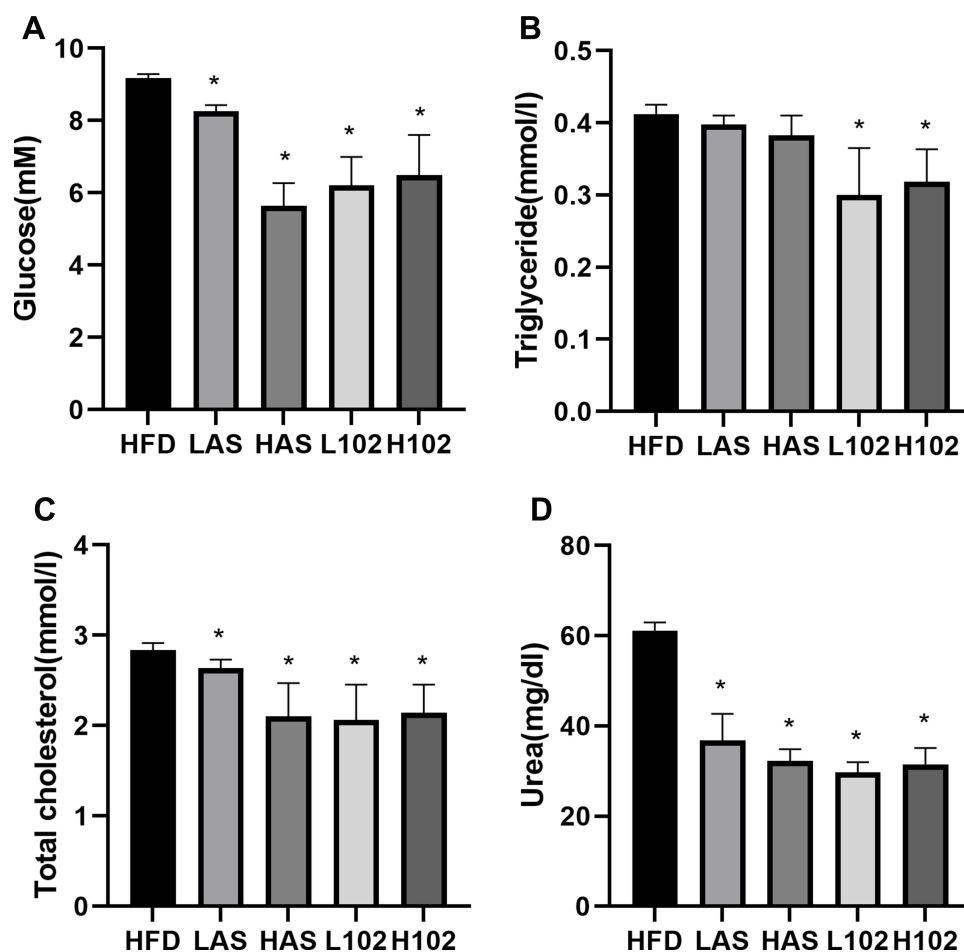 A
Glucose(mM)
10
8
6
4
2
0
* * * *
HFD LAS HAS L102 H102
B
Triglyceride(mmol/l)
0.5
0.4
0.3
0.2
0.1
0.0
* *
HFD LAS HAS L102 H102
C
Total cholesterol(mmol/l)
4
3
2
1
0
* * * *
HFD LAS HAS L102 H102
D
Urea(mg/dl)
80
60
40
20
0
* * * *
HFD LAS HAS L102 H102